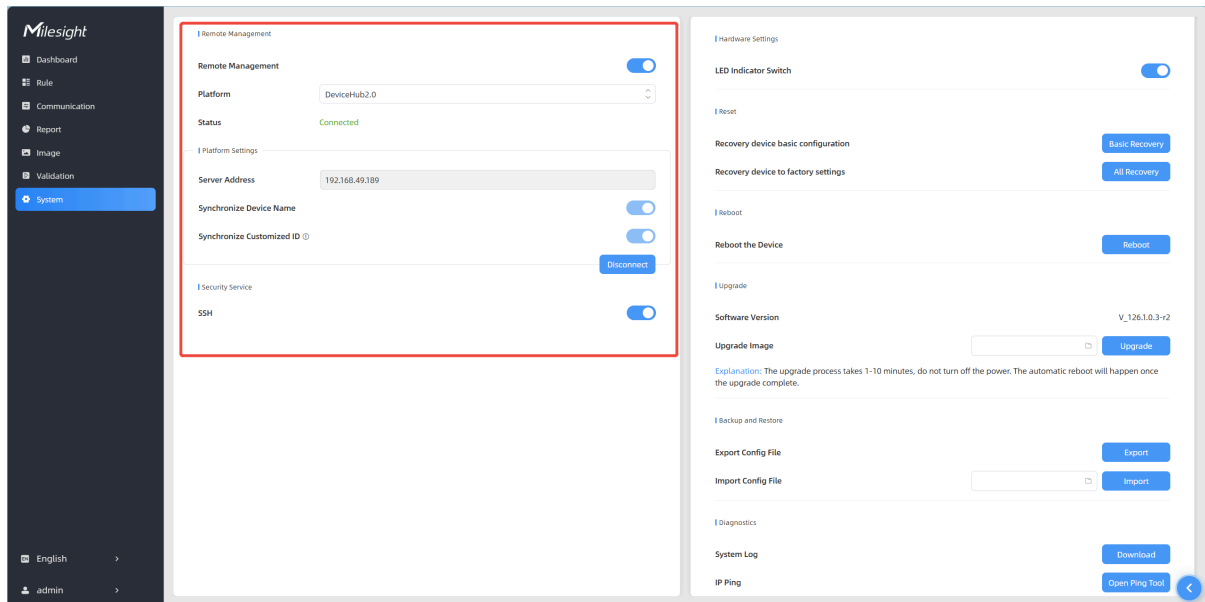 Milesight
Dashboard
Rule
Communication
Report
Image
Validation
System
English
admin
Remote Management
Remote Management
Platform
DeviceHub2.0
Status
Connected
Platform Settings
Server Address
192.168.49.189
Synchronize Device Name
Synchronize Customized ID
Disconnect
Security Service
SSH
Hardware Settings
LED Indicator Switch
Reset
Recovery device basic configuration
Basic Recovery
Recovery device to factory settings
All Recovery
Reboot
Reboot the Device
Reboot
Upgrade
Software Version
V_126.1.0.3-r2
Upgrade Image
Upgrade
Explanation: The upgrade process takes 1-10 minutes, do not turn off the power. The automatic reboot will happen once
the upgrade complete.
Backup and Restore
Export Config File
Export
Import Config File
Import
Diagnostics
System Log
Download
IP Ping
Open Ping Tool